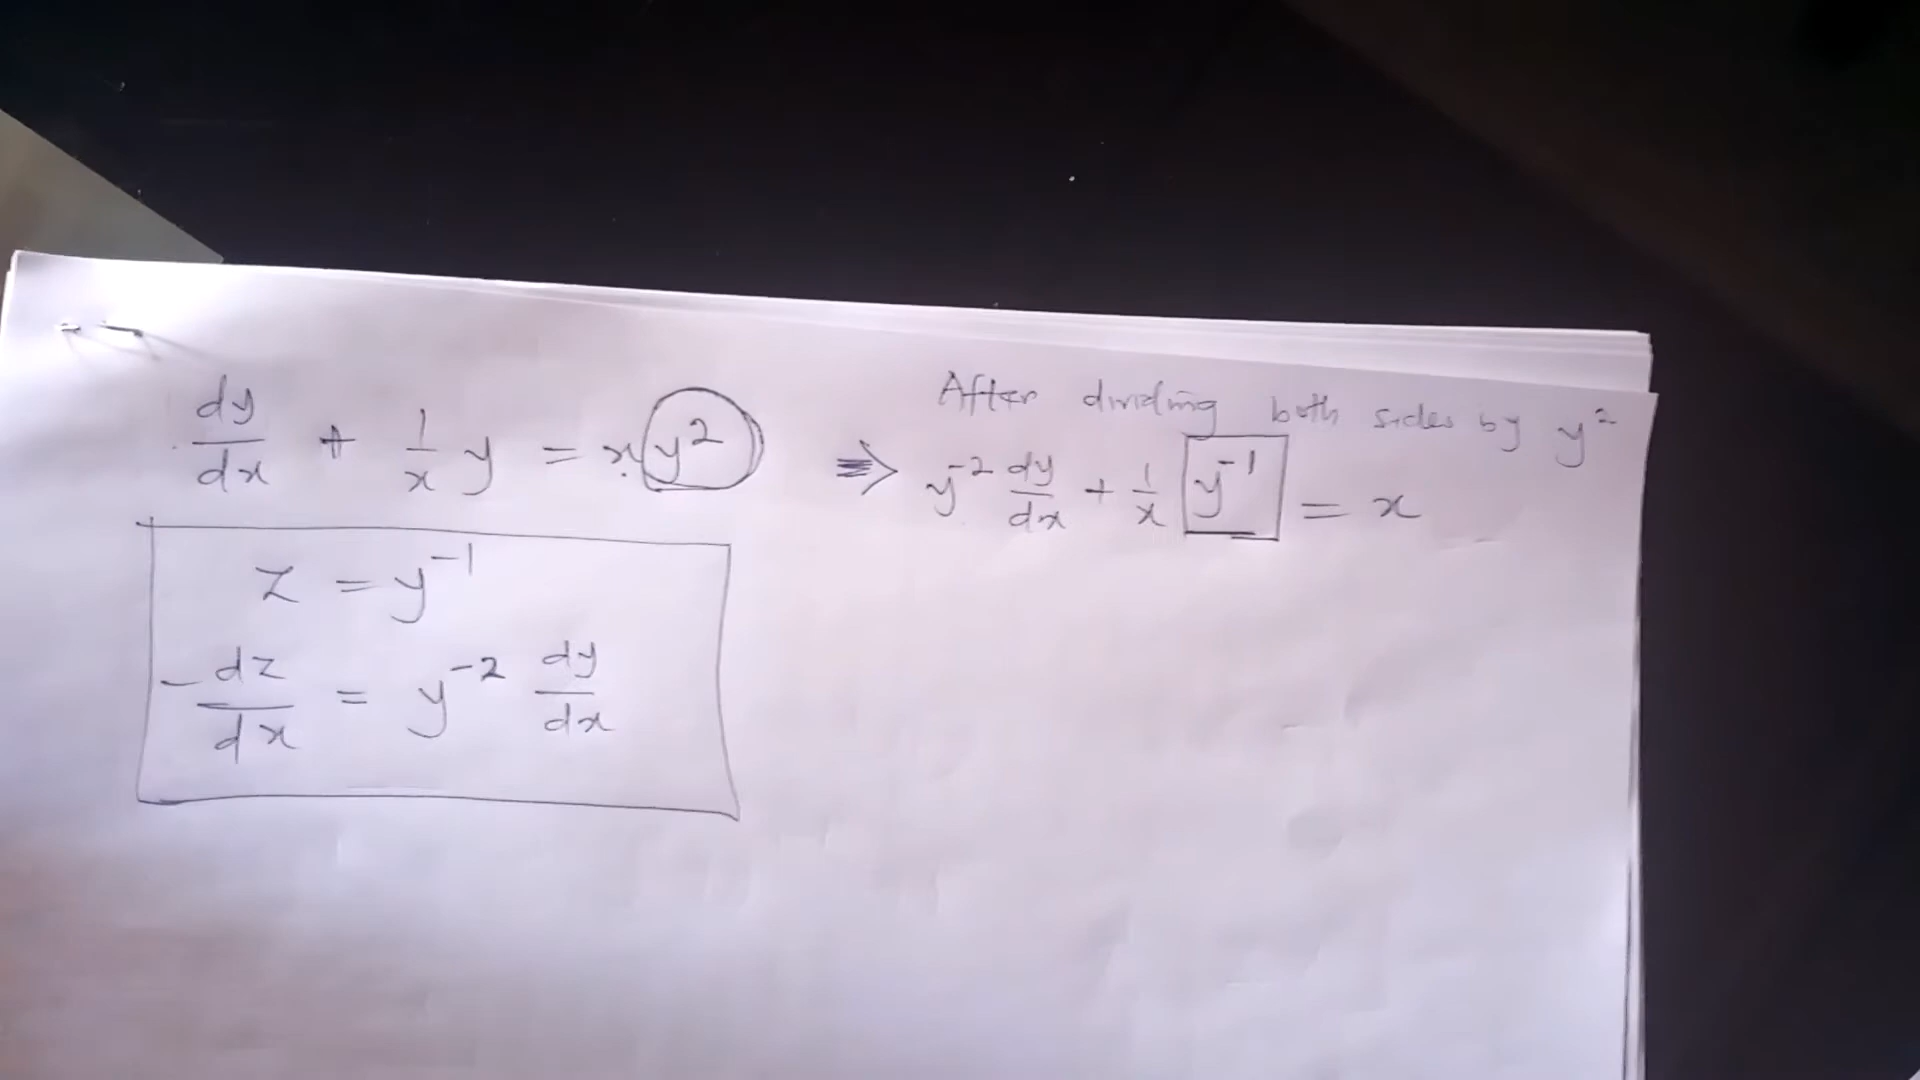 dy/dx + 1/x y = x y²
After dividing both sides by y²
⇒ y⁻² dy/dx + 1/x y⁻¹ = x
z = y⁻¹
-dz/dx = y⁻² dy/dx